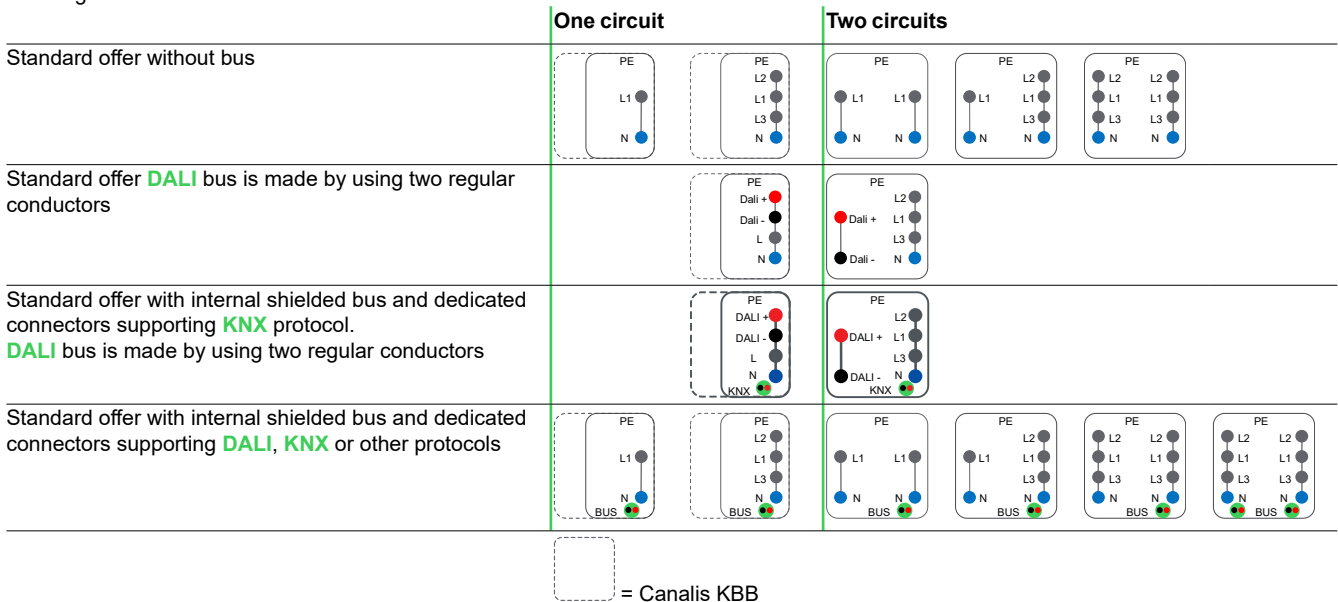 One circuit Two circuits
Standard offer without bus
PE PE PE PE PE
L2 L2 L2 L2
L1 L1 L1 L1 L1 L1 L1 L1
L3 L3 L3 L3
N N N N N N N N
Standard offer DALI bus is made by using two regular
conductors
PE PE
Dali + L2
Dali - Dali + L1
L L3
N Dali - N
Standard offer with internal shielded bus and dedicated
connectors supporting KNX protocol.
DALI bus is made by using two regular conductors
PE PE
DALI + L2
DALI - DALI + L1
L L3
N DALI - N
KNX KNX
Standard offer with internal shielded bus and dedicated
connectors supporting DALI, KNX or other protocols
PE PE PE PE PE PE
L2 L2 L2 L2 L2 L2
L1 L1 L1 L1 L1 L1 L1 L1 L1 L1
L3 L3 L3 L3 L3 L3
N N N N N N N N N N
BUS BUS BUS BUS BUS BUS
= Canalis KBB